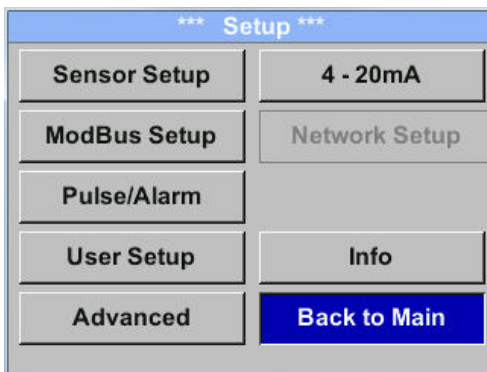 *** Setup ***
Sensor Setup
4 - 20mA
ModBus Setup
Network Setup
Pulse/Alarm
User Setup
Info
Advanced
Back to Main